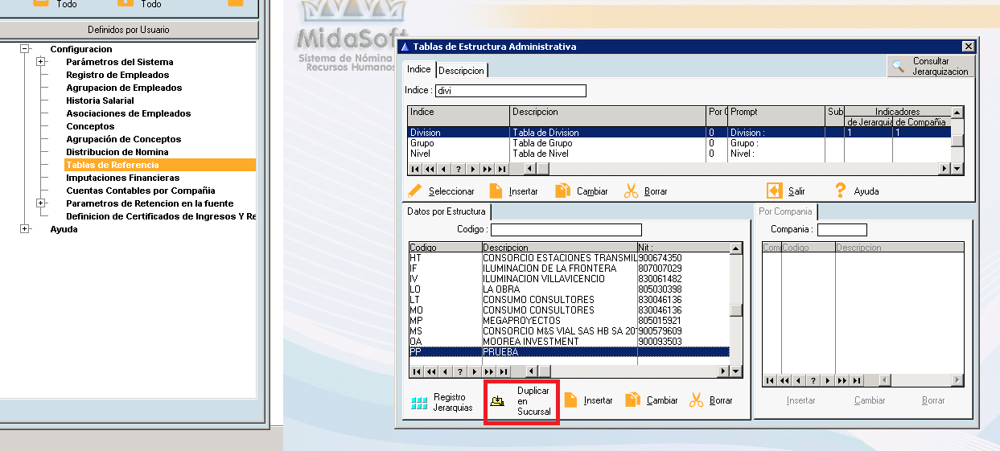 Todo
Todo
Definidos por Usuario
Configuracion
Parámetros del Sistema
Registro de Empleados
Agrupacion de Empleados
Historia Salarial
Asociaciones de Empleados
Conceptos
Agrupación de Conceptos
Distribucion de Nomina
Tablas de Referencia
Imputaciones Financieras
Cuentas Contables por Compañia
Parametros de Retencion en la fuente
Definicion de Certificados de Ingresos Y Re
Ayuda
MidaSoft
Sistema de Nómina
Recursos Humanos
Tablas de Estructura Administrativa
Consultar
Jerarquizacion
Indice Descripcion
Indice : divi
Indice Descripcion Por C Prompt Sub Indicadores
de Jerarquia de Compañia
Division Tabla de Division 0 Division : 1 1
Grupo Tabla de Grupo 0 Grupo :
Nivel Tabla de Nivel 0 Nivel :
Seleccionar Insertar Cambiar Borrar Salir Ayuda
Datos por Estructura
Codigo :
Codigo Descripcion Nit :
HT CONSORCIO ESTACIONES TRANSMIL 900674350
IF ILUMINACION DE LA FRONTERA 807007029
IV ILUMINACION VILLAVICENCIO 830061482
LO LA OBRA 805030398
LT CONSUMO CONSULTORES 830046136
MO CONSUMO CONSULTORES 830046136
MP MEGAPROYECTOS 805015921
MS CONSORCIO M&S VIAL SAS HB SA 201 900579609
OA MOOREA INVESTMENT 900093503
PP PRUEBA
Registro
Jerarquias
Duplicar
en
Sucursal
Insertar Cambiar Borrar
Por Compania
Compania :
Com Codigo Descripcion
Insertar Cambiar Borrar